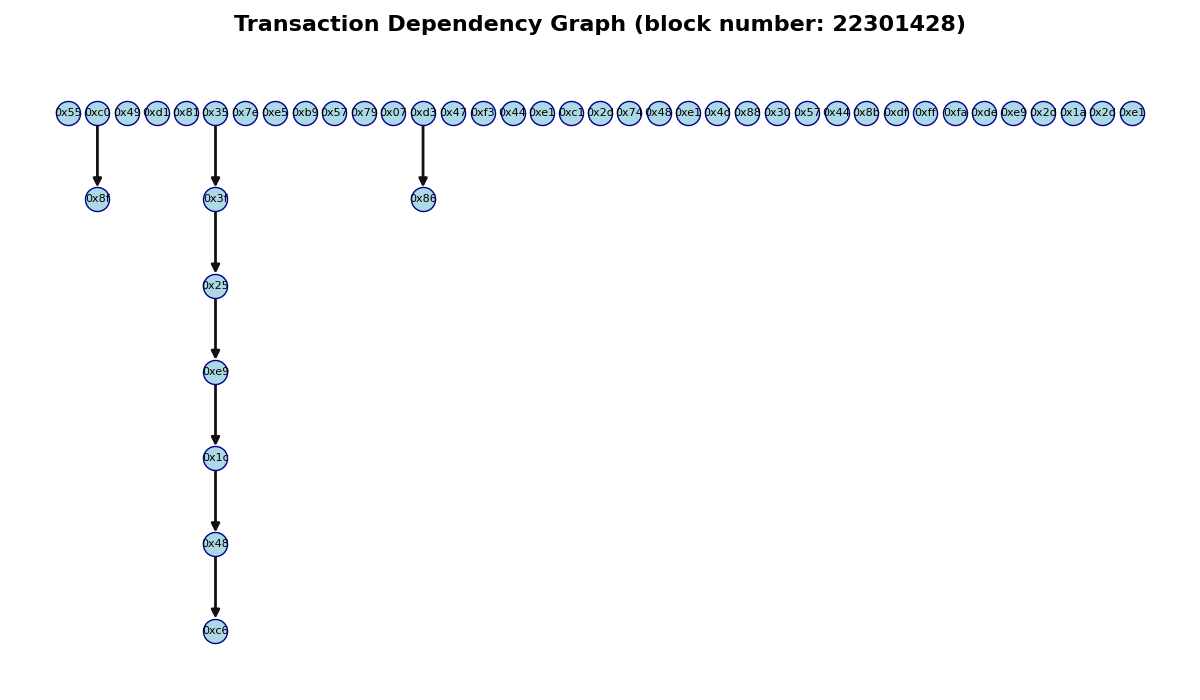 Transaction Dependency Graph (block number: 22301428)
0x55 0xc0 0x49 0xd1 0x81 0x35 0x7e 0xe5 0xb9 0x57 0x79 0x07 0xd3 0x47 0xf3 0x44 0xe1 0xc1 0x2d 0x74 0x48 0xe1 0x4d 0x88 0x30 0x57 0x44 0x8b 0xdf 0xff 0xfa 0xde 0xe9 0x2d 0x1a 0x2d 0xe1
0x8f 0x3f 0x86
0x25
0xe9
0x1c
0x48
0xc6